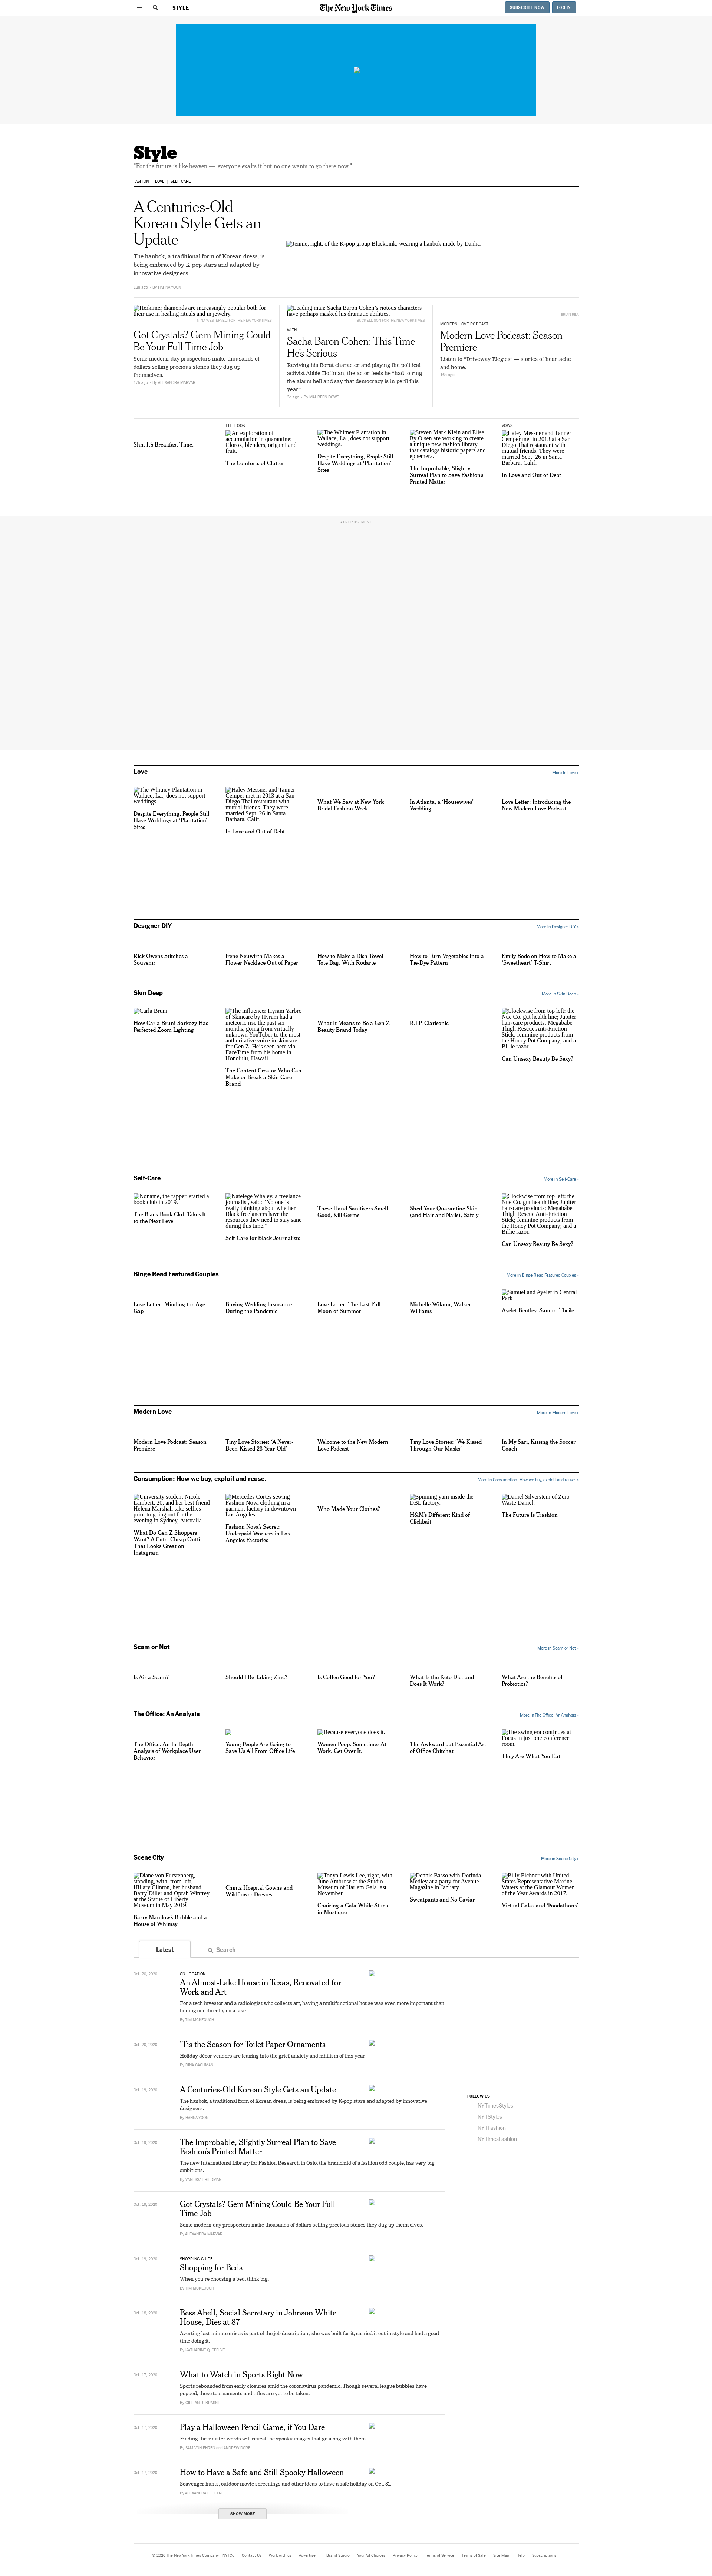 STYLE
The New York Times
SUBSCRIBE NOW
LOG IN
Style
"For the future is like heaven — everyone exalts it but no one wants to go there now."
FASHION
LOVE
SELF-CARE
A Centuries-Old
Korean Style Gets an
Update
The hanbok, a traditional form of Korean dress, is
being embraced by K-pop stars and adapted by
innovative designers.
Jennie, right, of the K-pop group Blackpink, wearing a hanbok made by Danha.
Herkimer diamonds are increasingly popular both for
their use in healing rituals and in jewelry.
Got Crystals? Gem Mining Could
Be Your Full-Time Job
Some modern-day prospectors make thousands of
dollars selling precious stones they dug up
themselves.
17h ago · By ALEXANDRA MARVAR
Leading man: Sacha Baron Cohen's riotous characters
have perhaps masked his dramatic abilities.
WITH ...
Sacha Baron Cohen: This Time
He's Serious
Reviving his Borat character and playing the political
activist Abbie Hoffman, the actor feels he "had to ring
the alarm bell and say that democracy is in peril this
year."
By MAUREEN DOWD
MODERN LOVE PODCAST
Modern Love Podcast: Season
Premiere
Listen to "Driveway Elegies" — stories of heartache
and home.
Shh. It's Breakfast Time.
THE LOOK
An exploration of
accumulation in quarantine:
Clorox, blenders, origami and
fruit.
The Comforts of Clutter
The Whitney Plantation in
Wallace, La., does not support
weddings.
Despite Everything, People Still
Have Weddings at 'Plantation'
Sites
Steven Mark Klein and Elise
By Olsen are working to create
a unique new fashion library
that catalogs historic papers and
ephemera.
The Improbable, Slightly
Surreal Plan to Save Fashion's
Printed Matter
VOWS
Haley Messner and Tanner
Cemper met in 2013 at a San
Diego Thai restaurant with
mutual friends. They were
married Sept. 26 in Santa
Barbara, Calif.
In Love and Out of Debt
ADVERTISEMENT
Love
More in Love ›
The Whitney Plantation in
Wallace, La., does not support
weddings.
Despite Everything, People Still
Have Weddings at 'Plantation'
Sites
Haley Messner and Tanner
Cemper met in 2013 at a San
Diego Thai restaurant with
mutual friends. They were
married Sept. 26 in Santa
Barbara, Calif.
In Love and Out of Debt
What We Saw at New York
Bridal Fashion Week
In Atlanta, a 'Housewives'
Wedding
Love Letter: Introducing the
New Modern Love Podcast
Designer DIY
More in Designer DIY ›
Rick Owens Stitches a
Souvenir
Irene Neuwirth Makes a
Flower Necklace Out of Paper
How to Make a Dish Towel
Tote Bag, With Rodarte
How to Turn Vegetables Into a
Tie-Dye Pattern
Emily Bode on How to Make a
'Sweetheart' T-Shirt
Skin Deep
More in Skin Deep ›
Carla Bruni
How Carla Bruni-Sarkozy Has
Perfected Zoom Lighting
The influencer Hyram Yarbro
of Skincare by Hyram had a
meteoric rise the past six
months, going from virtually
unknown YouTuber to the most
authoritative voice in skincare
for Gen Z. He's seen here via
FaceTime from his home in
Honolulu, Hawaii.
The Content Creator Who Can
Make or Break a Skin Care
Brand
What It Means to Be a Gen Z
Beauty Brand Today
R.I.P. Clarisonic
Clockwise from top left: the
Nue Co. gut health line; Jupiter
hair-care products; Megababe
Thigh Rescue Anti-Friction
Stick; feminine products from
the Honey Pot Company; and a
Billie razor.
Can Unsexy Beauty Be Sexy?
Self-Care
More in Self-Care ›
Noname, the rapper, started a
book club in 2019.
The Black Book Club Takes It
to the Next Level
Natelegé Whaley, a freelance
journalist, said: "No one is
really thinking about whether
Black freelancers have the
resources they need to stay sane
during this time."
Self-Care for Black Journalists
These Hand Sanitizers Smell
Good, Kill Germs
Shed Your Quarantine Skin
(and Hair and Nails), Safely
Clockwise from top left: the
Nue Co. gut health line; Jupiter
hair-care products; Megababe
Thigh Rescue Anti-Friction
Stick; feminine products from
the Honey Pot Company; and a
Billie razor.
Can Unsexy Beauty Be Sexy?
Binge Read Featured Couples
More in Binge Read Featured Couples ›
Love Letter: Minding the Age
Gap
Buying Wedding Insurance
During the Pandemic
Love Letter: The Last Full
Moon of Summer
Michelle Wikum, Walker
Williams
Samuel and Ayelet in Central
Park
Ayelet Bentley, Samuel Theile
Modern Love
More in Modern Love ›
Modern Love Podcast: Season
Premiere
Tiny Love Stories: 'A Never-
Been-Kissed 23-Year-Old'
Welcome to the New Modern
Love Podcast
Tiny Love Stories: 'We Kissed
Through Our Masks'
In My Sari, Kissing the Soccer
Coach
Consumption: How we buy, exploit and reuse.
More in Consumption: How we buy, exploit and reuse. ›
University student Nicole
Lambert, 20, and her best friend
Helena Marshall take selfies
prior to going out for the
evening in Sydney, Australia.
What Do Gen Z Shoppers
Want? A Cute, Cheap Outfit
That Looks Great on
Instagram
Mercedes Cortes sewing
Fashion Nova clothing in a
garment factory in downtown
Los Angeles.
Fashion Nova's Secret:
Underpaid Workers in Los
Angeles Factories
Who Made Your Clothes?
Spinning yarn inside the
DBL factory.
H&M's Different Kind of
Clickbait
Daniel Silverstein of Zero
Waste Daniel.
The Future Is Trashion
Scam or Not
More in Scam or Not ›
Is Air a Scam?
Should I Be Taking Zinc?
Is Coffee Good for You?
What Is the Keto Diet and
Does It Work?
What Are the Benefits of
Probiotics?
The Office: An Analysis
More in The Office: An Analysis ›
The Office: An In-Depth
Analysis of Workplace User
Behavior
Young People Are Going to
Save Us All From Office Life
Because everyone does it.
Women Poop. Sometimes At
Work. Get Over It.
The Awkward but Essential Art
of Office Chitchat
The swing era continues at
Focus in just one conference
room.
They Are What You Eat
Scene City
More in Scene City ›
Diane von Furstenberg,
standing, with, from left,
Hillary Clinton, her husband
Barry Diller and Oprah Winfrey
at the Statue of Liberty
Museum in May 2019.
Barry Manilow's Bubble and a
House of Whimsy
Chintz Hospital Gowns and
Wildflower Dresses
Tonya Lewis Lee, right, with
Amare Thornton at the Studio
Museum of Harlem Gala last
November.
Chairing a Gala While Stuck
in Mustique
Dennis Basso with Dorinda
Medley at a party for Avenue
Magazine in January.
Sweatpants and No Caviar
Billy Eichner with United
States Representative Maxine
Waters at the Glamour Women
of the Year Awards in 2017.
Virtual Galas and 'Foodathons'
Latest
Search
Oct. 20, 2020
ON LOCATION
An Almost-Lake House in Texas, Renovated for
Work and Art
For a tech investor and a radiologist who collects art, having a multifunctional house was even more important than
finding one directly on a lake.
By TIM MCKEOUGH
Oct. 20, 2020
'Tis the Season for Toilet Paper Ornaments
Holiday décor vendors are leaning into the grief, anxiety and nihilism of this year.
By DINA GACHMAN
Oct. 19, 2020
A Centuries-Old Korean Style Gets an Update
The hanbok, a traditional form of Korean dress, is being embraced by K-pop stars and adapted by innovative
designers.
By HAHNA YOON
Oct. 19, 2020
The Improbable, Slightly Surreal Plan to Save
Fashion's Printed Matter
The new International Library for Fashion Research in Oslo, the brainchild of a fashion odd couple, has very big
ambitions.
By VANESSA FRIEDMAN
Oct. 19, 2020
Got Crystals? Gem Mining Could Be Your Full-
Time Job
Some modern-day prospectors make thousands of dollars selling precious stones they dug up themselves.
By ALEXANDRA MARVAR
Oct. 19, 2020
SHOPPING GUIDE
Shopping for Beds
When you're choosing a bed, think big.
By TIM MCKEOUGH
Oct. 18, 2020
Bess Abell, Social Secretary in Johnson White
House, Dies at 87
Averting last-minute crises is part of the job description; she was built for it, carried it out in style and had a good
time doing it.
By KATHARINE Q. SEELYE
Oct. 17, 2020
What to Watch in Sports Right Now
Sports rebounded from early closures amid the coronavirus pandemic. Though several league bubbles have
popped, these tournaments and titles are yet to be taken.
By GILLIAN R. BRASSIL
Oct. 17, 2020
Play a Halloween Pencil Game, if You Dare
Finding the sinister words will reveal the spooky images that go along with them.
By SAM VON EHREN and ANDREW DORE
Oct. 17, 2020
How to Have a Safe and Still Spooky Halloween
Scavenger hunts, outdoor movie screenings and other ideas to have a safe holiday on Oct. 31.
By ALEXANDRA E. PETRI
SHOW MORE
FOLLOW US
NYTimesStyles
NYTStyles
NYTFashion
NYTimesFashion
© 2020 The New York Times Company
NYTCo
Contact Us
Work with us
Advertise
T Brand Studio
Your Ad Choices
Privacy Policy
Terms of Service
Terms of Sale
Site Map
Help
Subscriptions